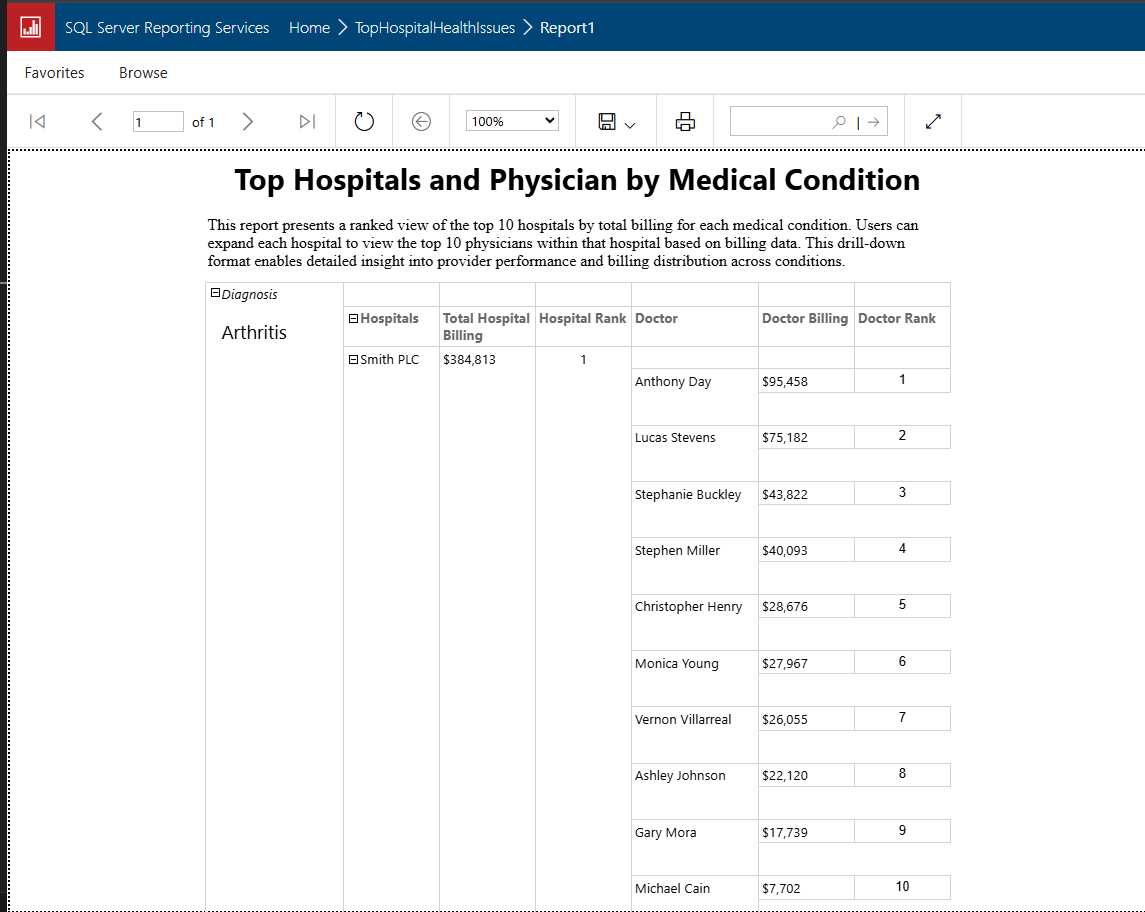 SQL Server Reporting Services Home > TopHospitalHealthIssues > Report1
Favorites Browse
1 of 1 100%
Top Hospitals and Physician by Medical Condition
This report presents a ranked view of the top 10 hospitals by total billing for each medical condition. Users can
expand each hospital to view the top 10 physicians within that hospital based on billing data. This drill-down
format enables detailed insight into provider performance and billing distribution across conditions.
Diagnosis
Arthritis
Hospitals Total Hospital Hospital Rank Doctor Doctor Billing Doctor Rank
Billing
Smith PLC $384,813 1
Anthony Day $95,458 1
Lucas Stevens $75,182 2
Stephanie Buckley $43,822 3
Stephen Miller $40,093 4
Christopher Henry $28,676 5
Monica Young $27,967 6
Vernon Villarreal $26,055 7
Ashley Johnson $22,120 8
Gary Mora $17,739 9
Michael Cain $7,702 10